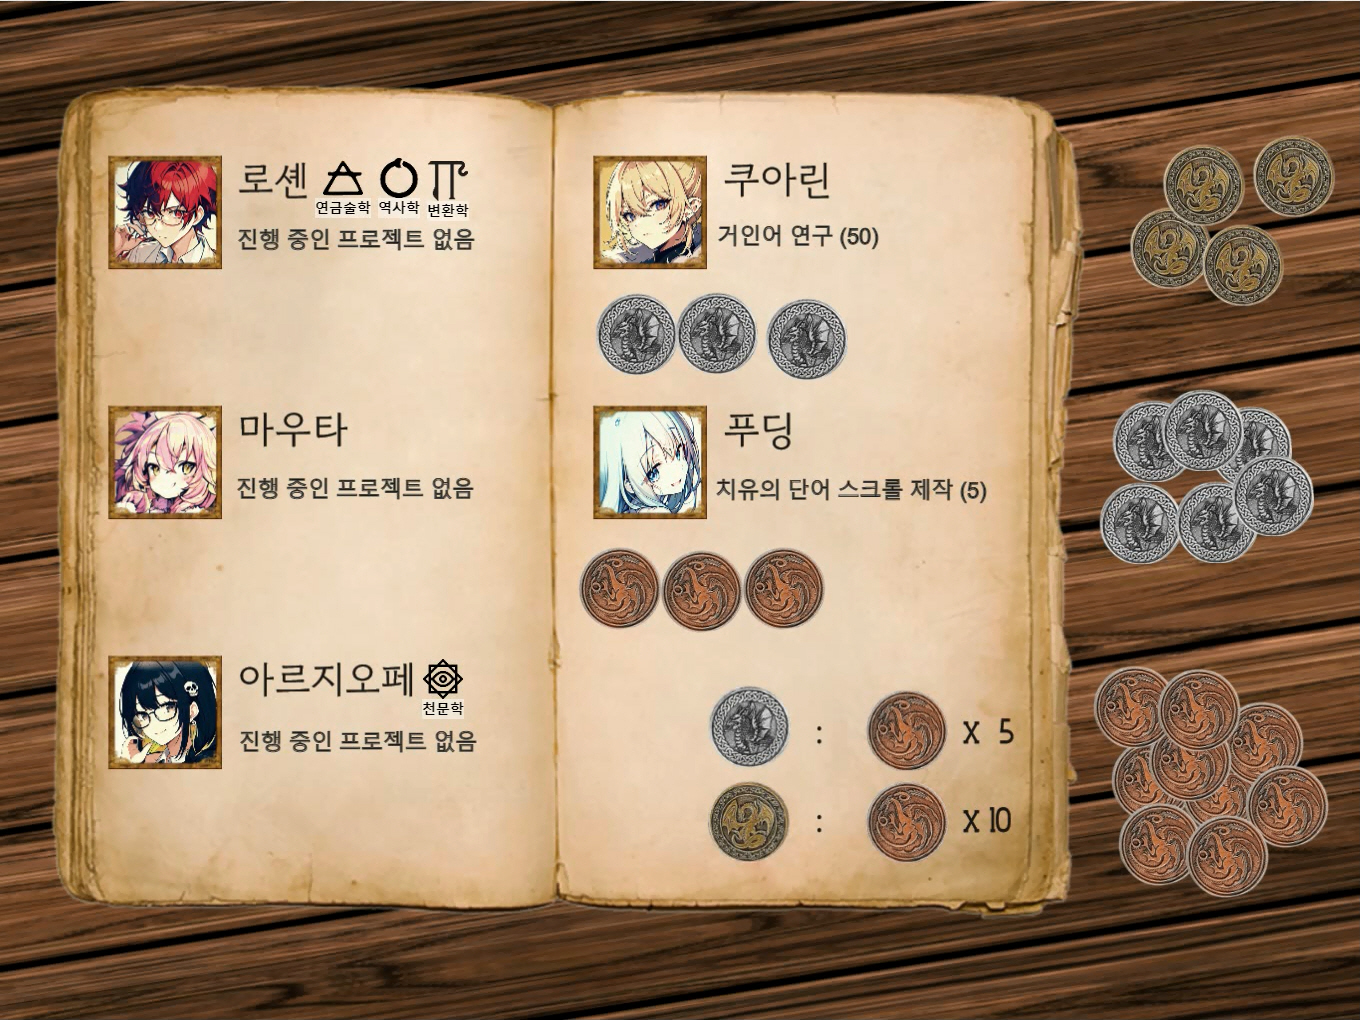 로셴
연금술학 역사학 변환학
진행 중인 프로젝트 없음
마우타
진행 중인 프로젝트 없음
아르지오페
천문학
진행 중인 프로젝트 없음
쿠아린
거인어 연구 (50)
푸딩
치유의 단어 스크롤 제작 (5)
: X 5
: X 10